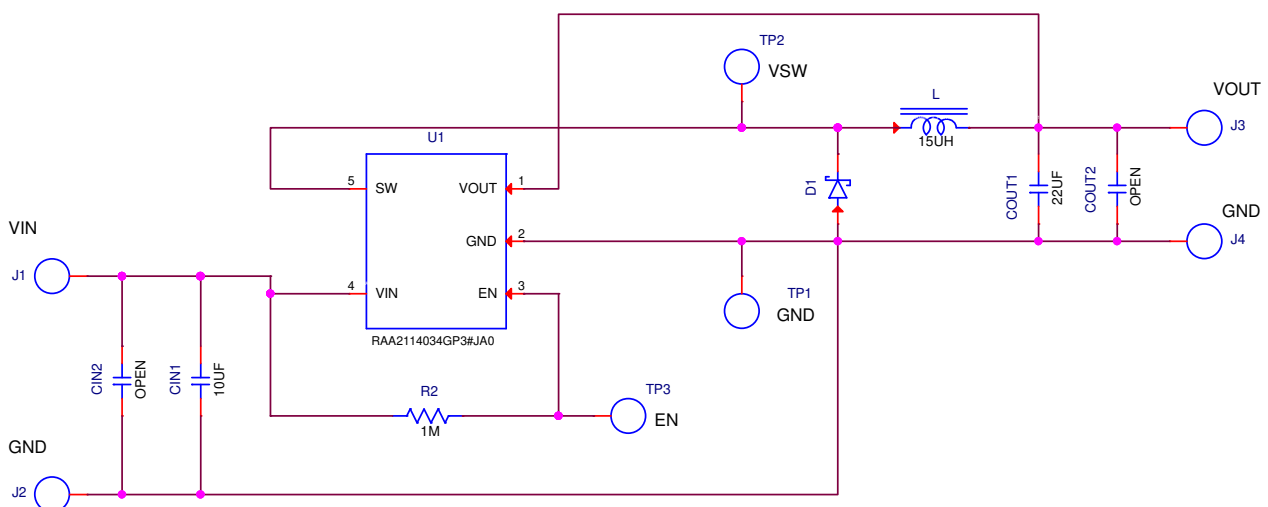 TP2
VSW
L
15UH
VOUT
J3
U1
5
SW
VOUT
1
D1
COUT1
22UF
COUT2
OPEN
GND
J4
VIN
GND
2
J1
4
VIN
EN
3
TP1
GND
RAA2114034GP3#JA0
CIN2
OPEN
CIN1
10UF
R2
1M
TP3
EN
GND
J2